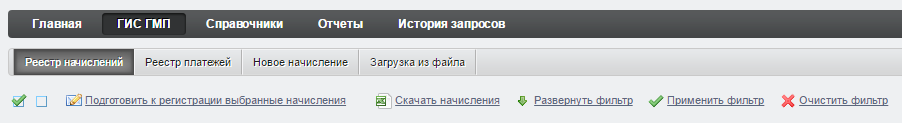 Главная ГИС ГМП Справочники Отчеты История запросов
Реестр начислений Реестр платежей Новое начисление Загрузка из файла
Подготовить к регистрации выбранные начисления Скачать начисления Развернуть фильтр Применить фильтр Очистить фильтр